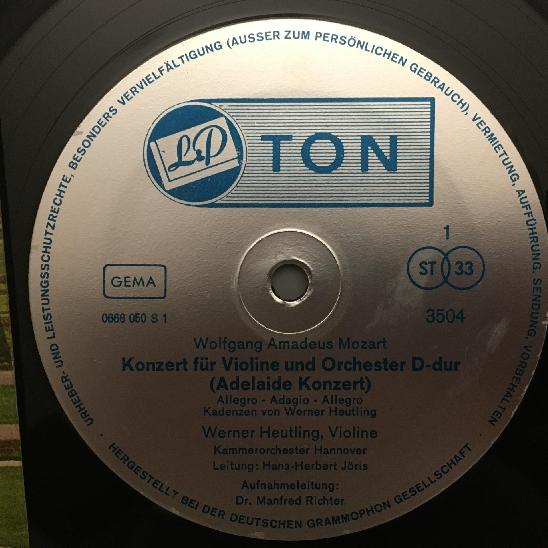 URHEBER- UND LEISTUNGSSCHUTZRECHTE, BESONDERS VERVIELFÄLTIGUNG (AUSSER ZUM PERSÖNLICHEN GEBRAUCH), VERMIETUNG, AUFFÜHRUNG, SENDUNG, VORBEHALTEN
L&P
TON
1
GEMA
ST 33
0666 050 S 1
3504
Wolfgang Amadeus Mozart
Konzert für Violine und Orchester D-dur
(Adelaide Konzert)
Allegro - Adagio - Allegro
Kadenzen von Werner Heutling
Werner Heutling, Violine
Kammerorchester Hannover
Leitung: Hans-Herbert Jöris
Aufnahmeleitung:
Dr. Manfred Richter
· HERGESTELLT BEI DER DEUTSCHEN GRAMMOPHON GESELLSCHAFT ·